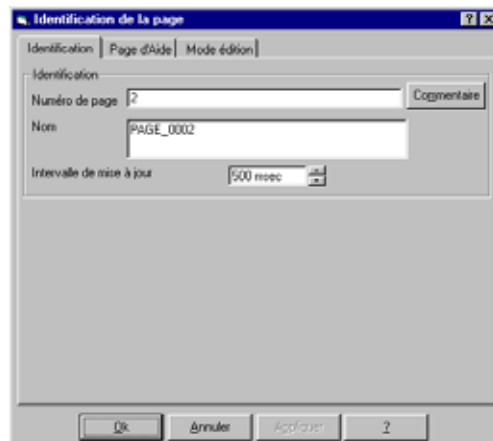 Identification de la page
Identification Page d'Aide Mode édition
Identification
Numéro de page 2 Commentaire
Nom PAGE_0002
Intervalle de mise à jour 500 msec
Ok Annuler Appliquer ?